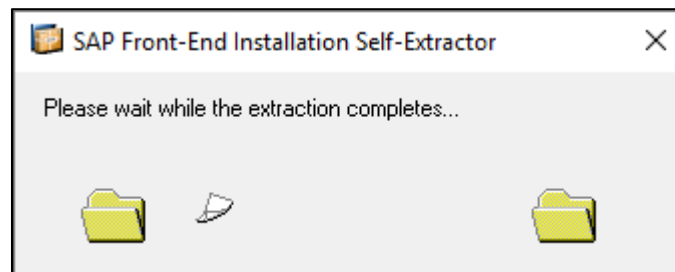 SAP Front-End Installation Self-Extractor
Please wait while the extraction completes...